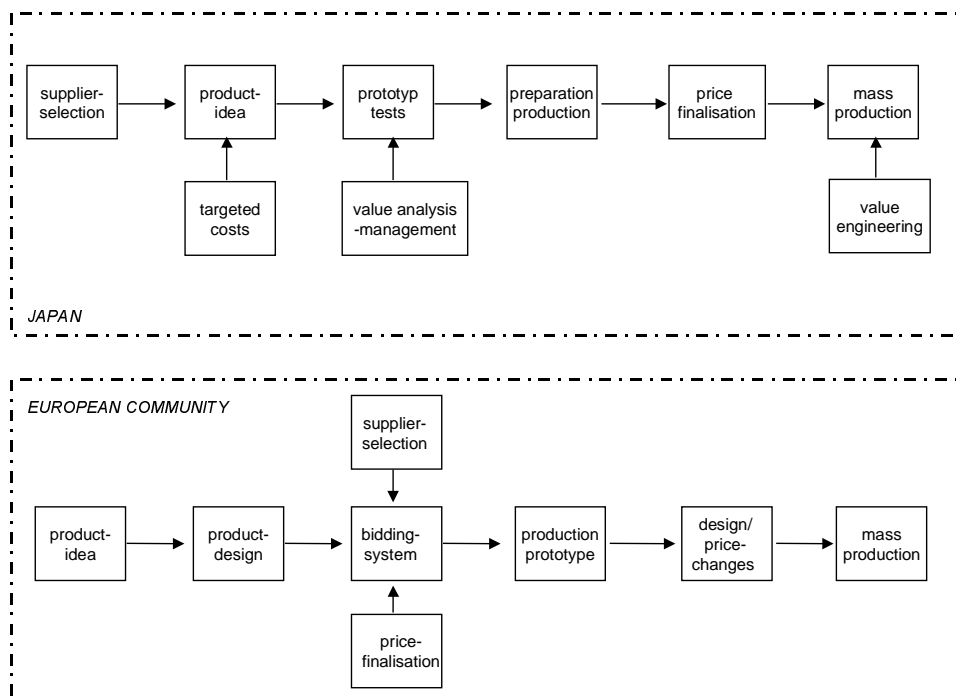 supplier-
selection
product-
idea
prototyp
tests
preparation
production
price
finalisation
mass
production
targeted
costs
value analysis
-management
value
engineering
JAPAN
EUROPEAN COMMUNITY
supplier-
selection
product-
idea
product-
design
bidding-
system
production
prototype
design/
price-
changes
mass
production
price-
finalisation